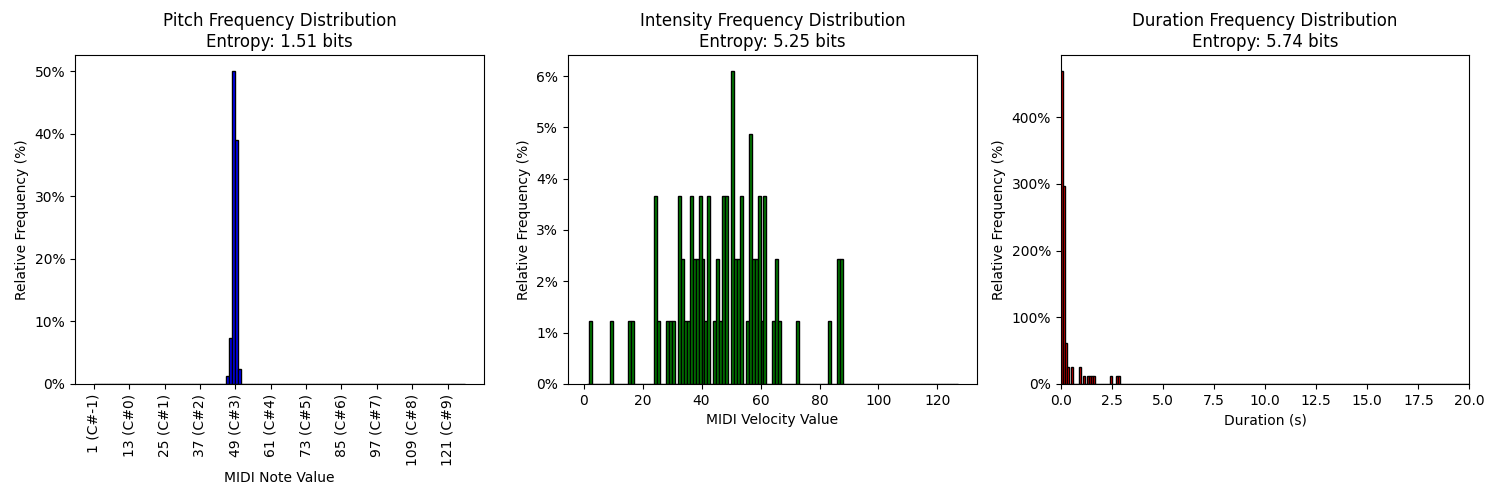 Pitch Frequency Distribution
Entropy: 1.51 bits
Relative Frequency (%)
50%
40%
30%
20%
10%
0%
1 (C#-1)
13 (C#0)
25 (C#1)
37 (C#2)
49 (C#3)
61 (C#4)
73 (C#5)
85 (C#6)
97 (C#7)
109 (C#8)
121 (C#9)
MIDI Note Value
Intensity Frequency Distribution
Entropy: 5.25 bits
Relative Frequency (%)
6%
5%
4%
3%
2%
1%
0%
0 20 40 60 80 100 120
MIDI Velocity Value
Duration Frequency Distribution
Entropy: 5.74 bits
Relative Frequency (%)
400%
300%
200%
100%
0%
0.0 2.5 5.0 7.5 10.0 12.5 15.0 17.5 20.0
Duration (s)